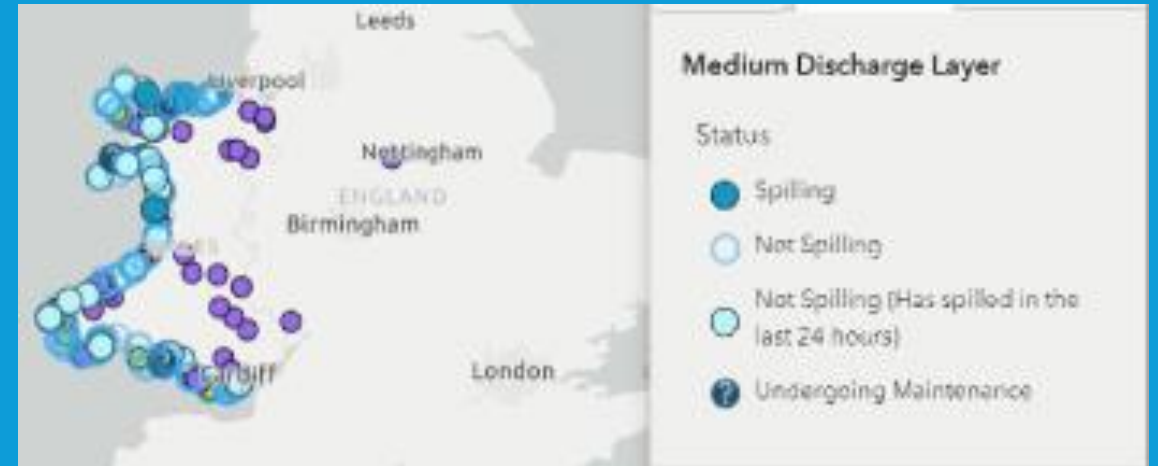 Leeds
Liverpool
Nottingham
ENGLAND
Birmingham
Cardiff
London
Medium Discharge Layer
Status
Spilling
Not Spilling
Not Spilling (Has spilled in the
last 24 hours)
?
Undergoing Maintenance